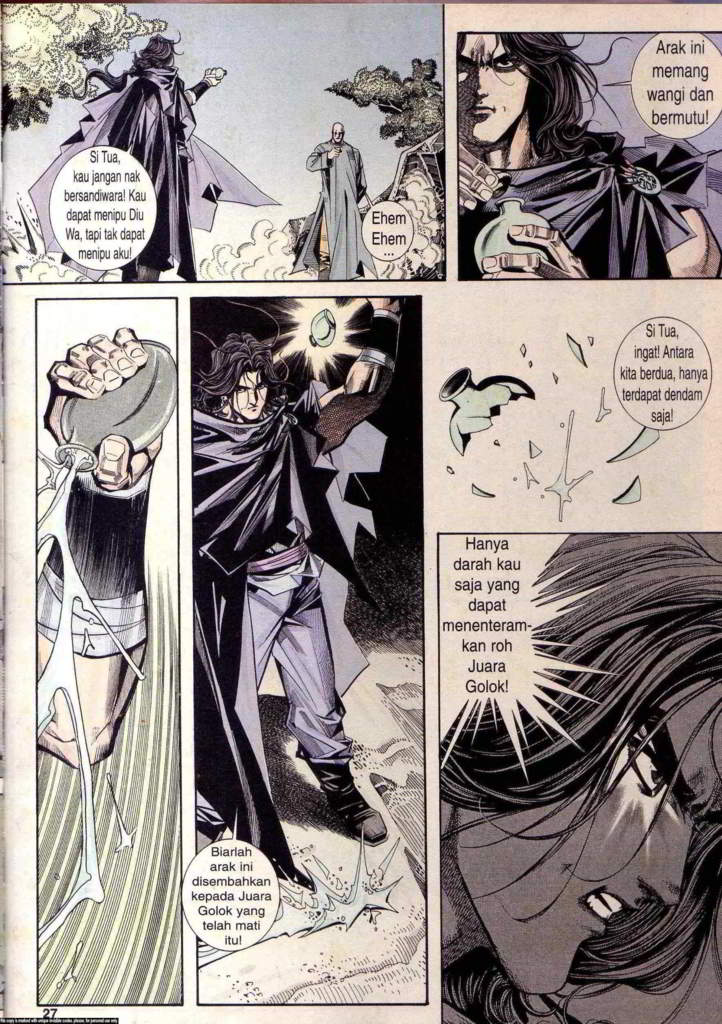 Si Tua,
kau jangan nak
bersandiwara! Kau
dapat menipu Diu
Wa, tapi tak dapat
menipu aku!
Ehem
Ehem
...
Arak ini
memang
wangi dan
bermutu!
Biarlah
arak ini
disembahkan
kepada Juara
Golok yang
telah mati
itu!
Si Tua,
ingat! Antara
kita berdua, hanya
terdapat dendam
saja!
Hanya
darah kau
saja yang
dapat
menenteram-
kan roh
Juara
Golok!
27